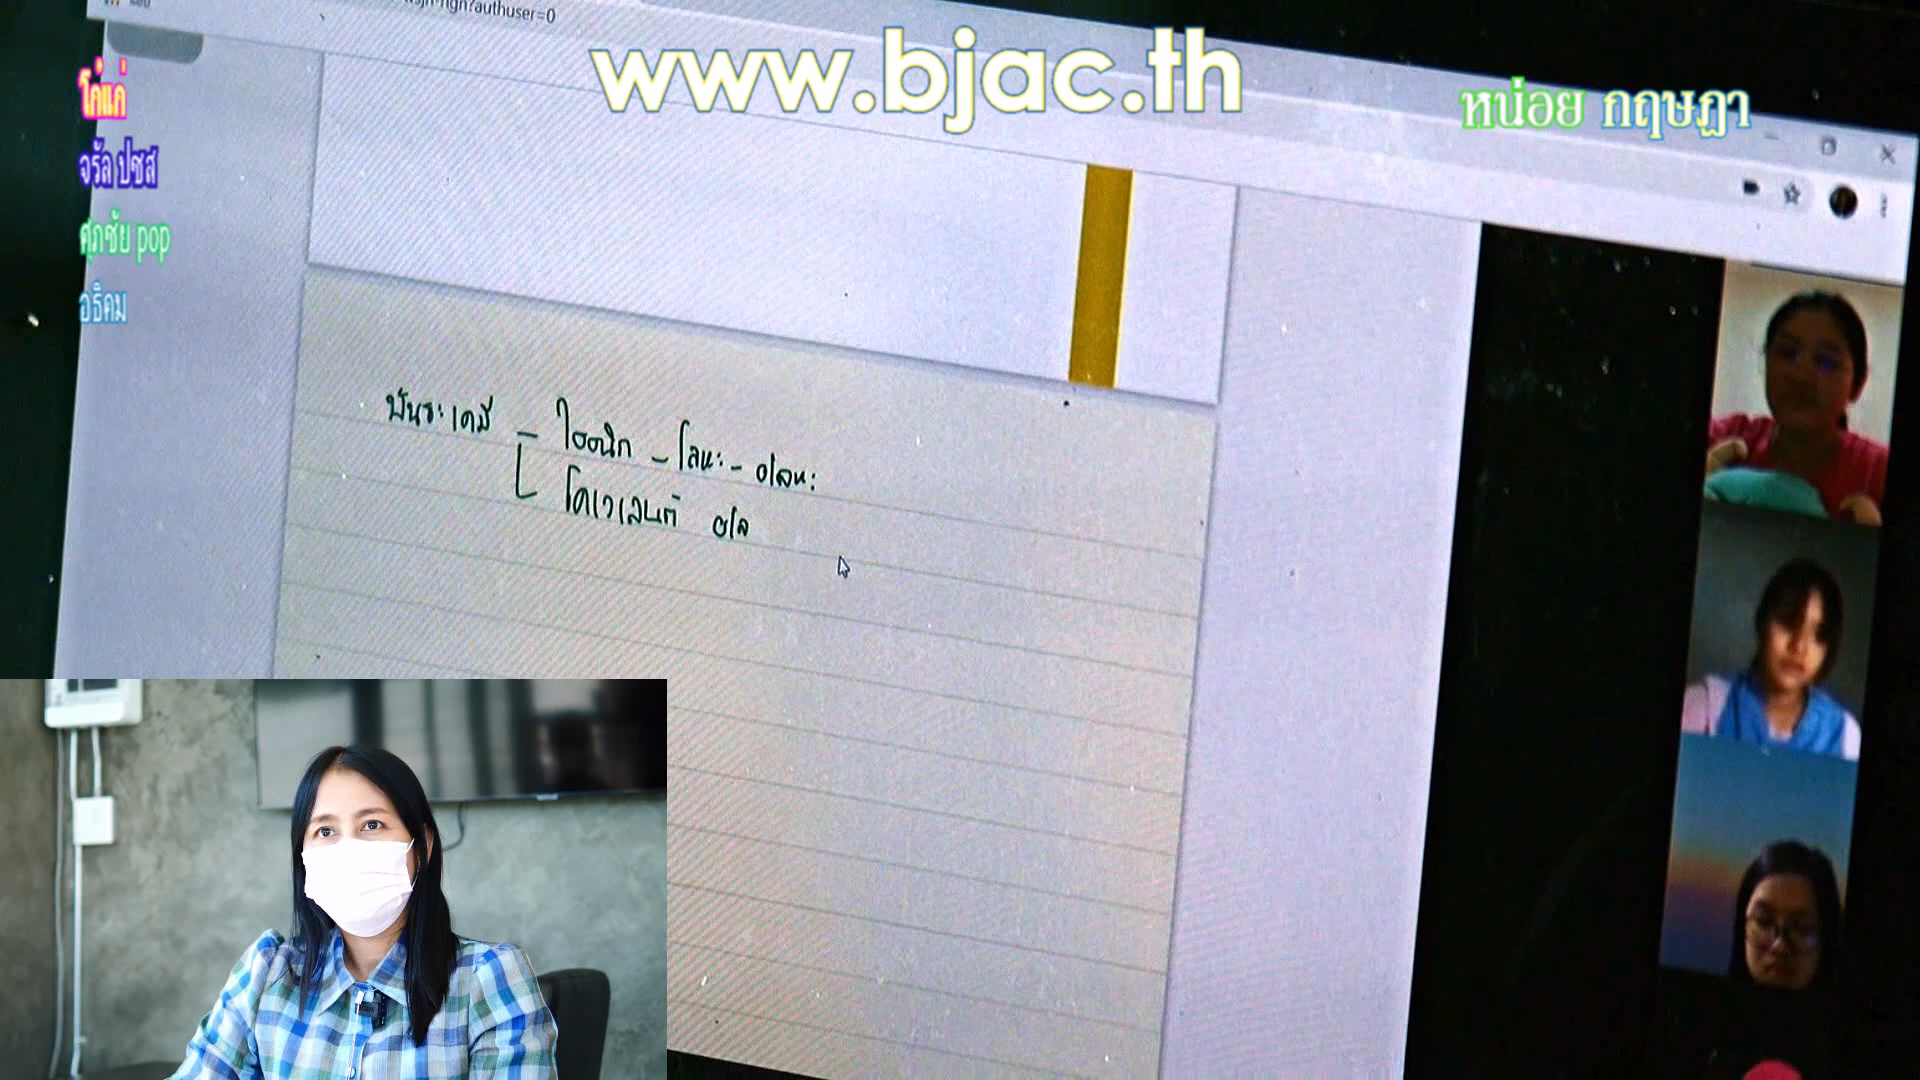 ?authuser=0
www.bjac.th
หน่อย กฤษฎา
โก๋แก่
จรัล ปชส
ศุภชัย pop
อธิคม
พันธะเคมี - ไอออนิก - โลหะ - อโลหะ
โคเวเลนต์ อโล